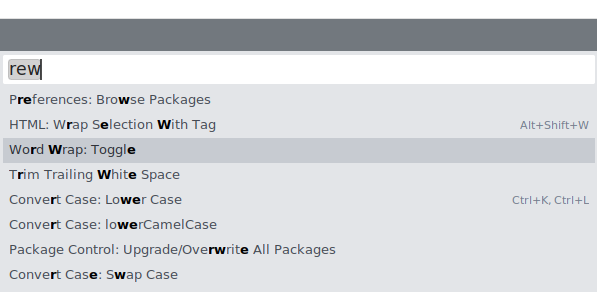 rew
Preferences: Browse Packages
HTML: Wrap Selection With Tag Alt+Shift+W
Word Wrap: Toggle
Trim Trailing White Space
Convert Case: Lower Case Ctrl+K, Ctrl+L
Convert Case: lowerCamelCase
Package Control: Upgrade/Overwrite All Packages
Convert Case: Swap Case